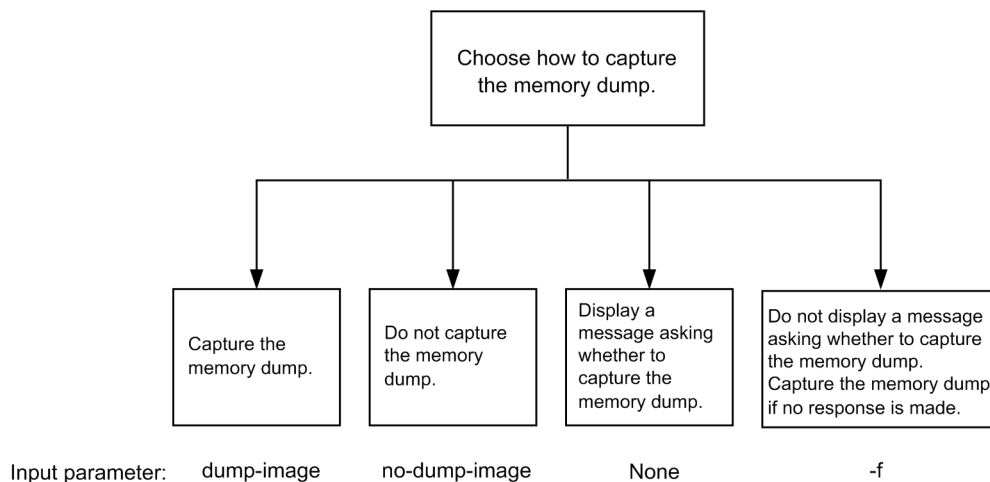 Choose how to capture
the memory dump.
Capture the
memory dump.
Do not capture
the memory
dump.
Display a
message asking
whether to
capture the
memory dump.
Do not display a message
asking whether to capture
the memory dump.
Capture the memory dump
if no response is made.
Input parameter: dump-image no-dump-image None -f